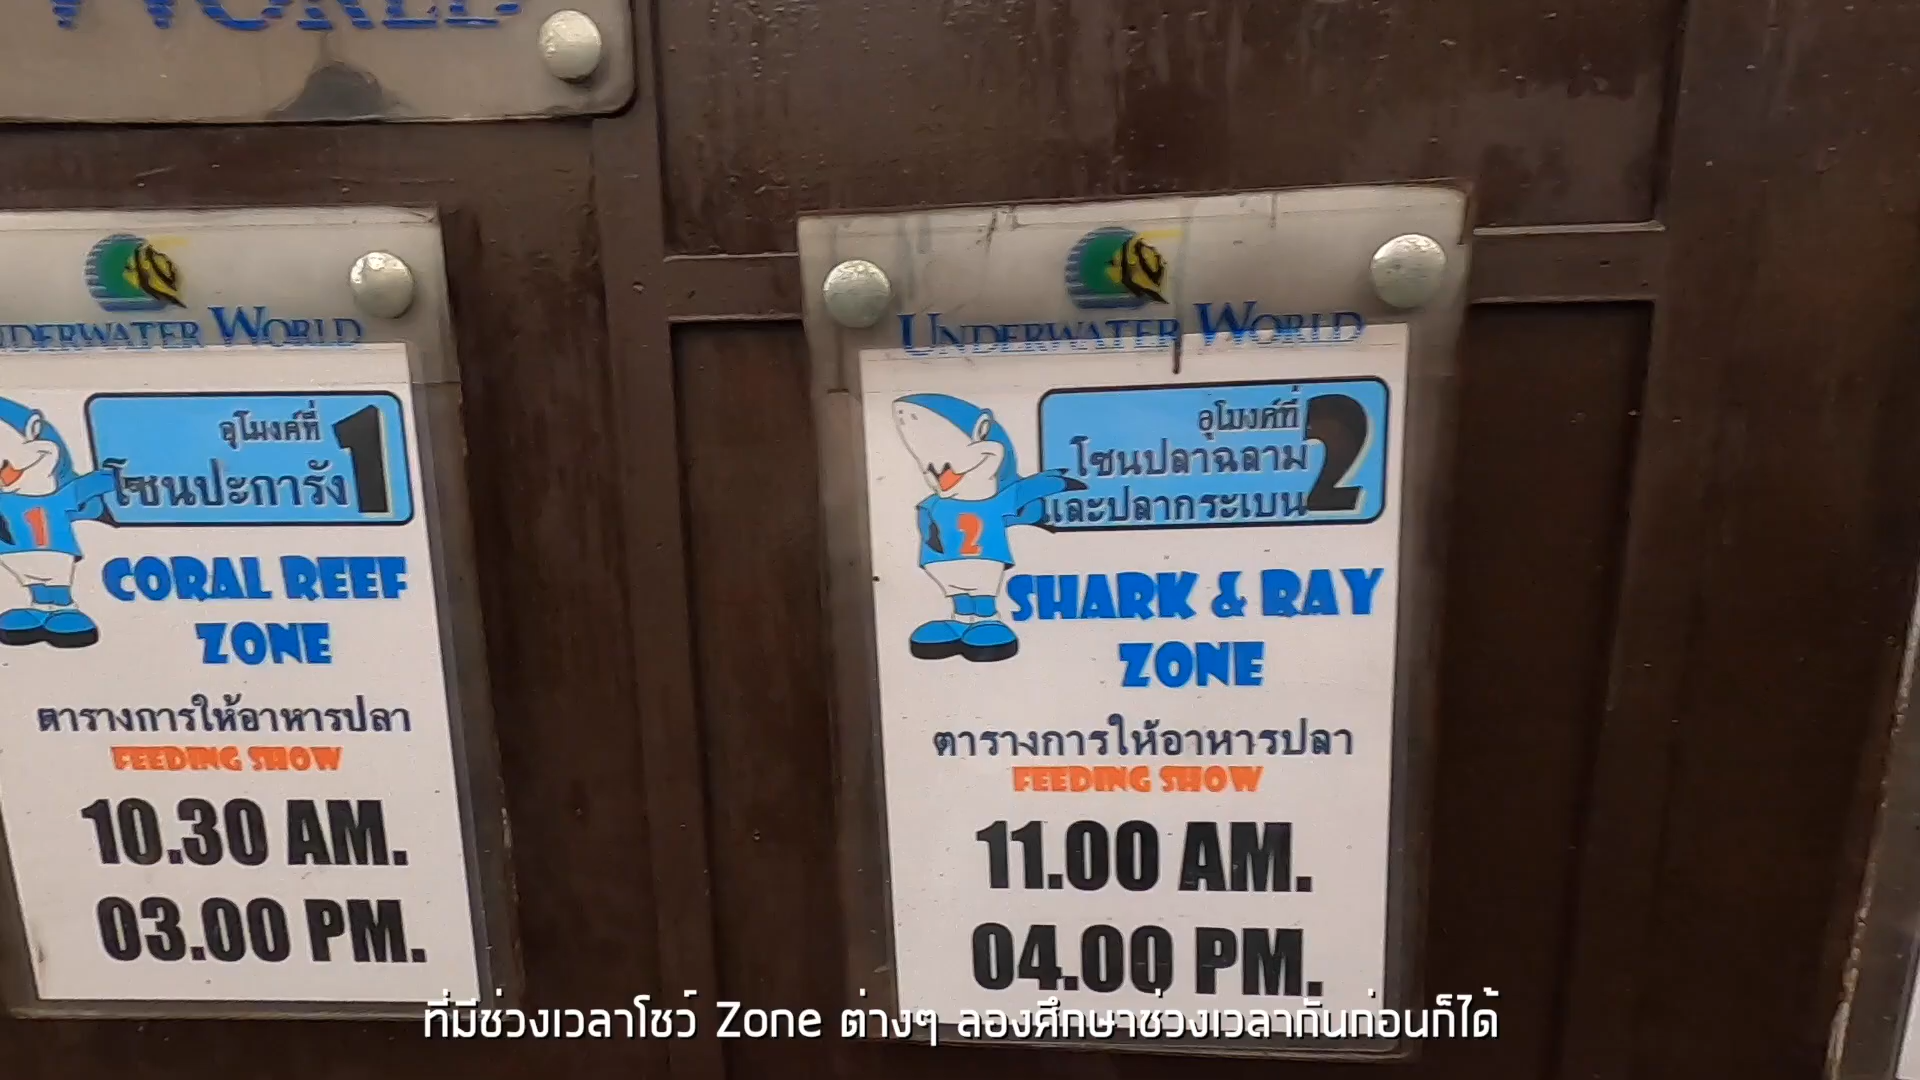 WORLD
UNDERWATER WORLD
อุโมงค์ที่ 1
โซนปะการัง
1
CORAL REEF
ZONE
ตารางการให้อาหารปลา
FEEDING SHOW
10.30 AM.
03.00 PM.
UNDERWATER WORLD
อุโมงค์ที่ 2
โซนปลาฉลาม
และปลากระเบน
2
SHARK & RAY
ZONE
ตารางการให้อาหารปลา
FEEDING SHOW
11.00 AM.
04.00 PM.
ที่มีช่วงเวลาโชว์ Zone ต่างๆ ลองศึกษาช่วงเวลากันก่อนก็ได้